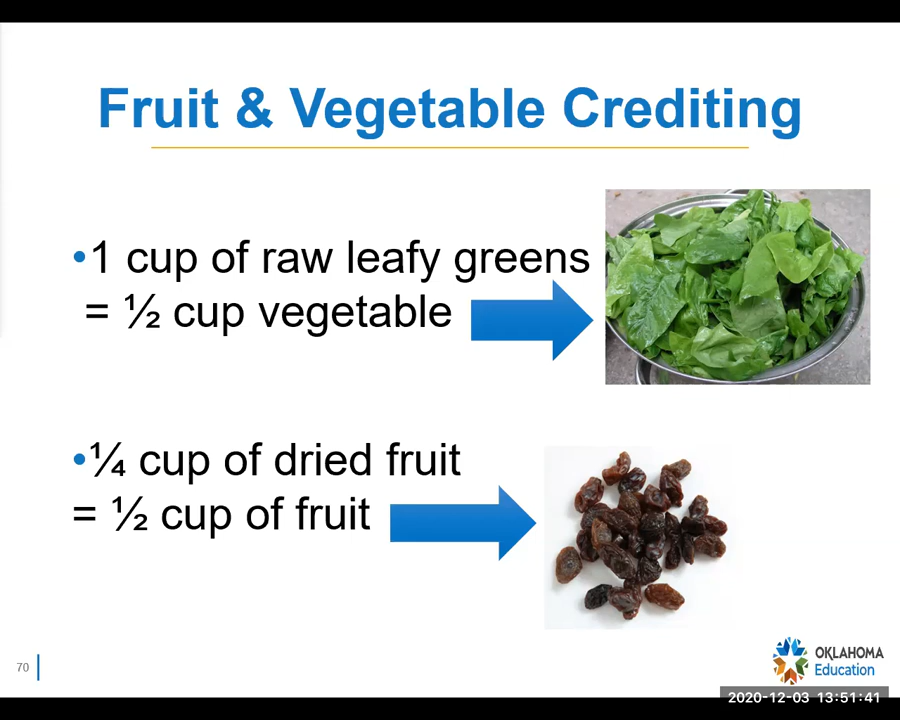 Fruit & Vegetable Crediting
•1 cup of raw leafy greens
= ½ cup vegetable
•¼ cup of dried fruit
= ½ cup of fruit
70
OKLAHOMA
Education
2020-12-03 13:51:41